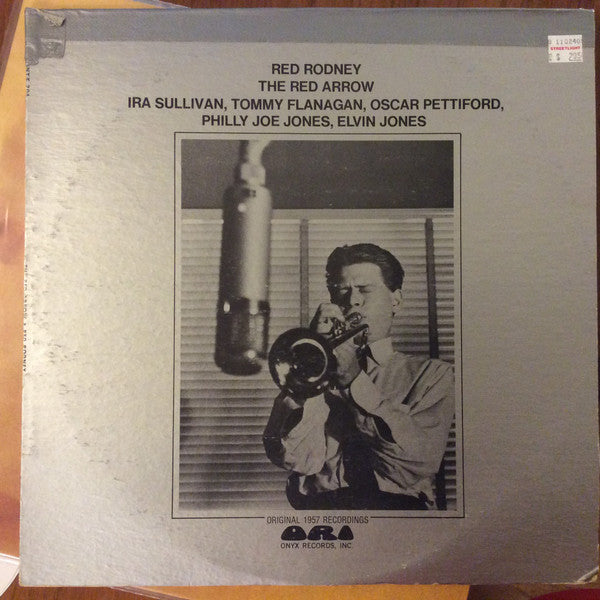 RED RODNEY
THE RED ARROW
IRA SULLIVAN, TOMMY FLANAGAN, OSCAR PETTIFORD,
PHILLY JOE JONES, ELVIN JONES
STREETLIGHT
ORIGINAL 1957 RECORDINGS
ORI
ONYX RECORDS, INC.